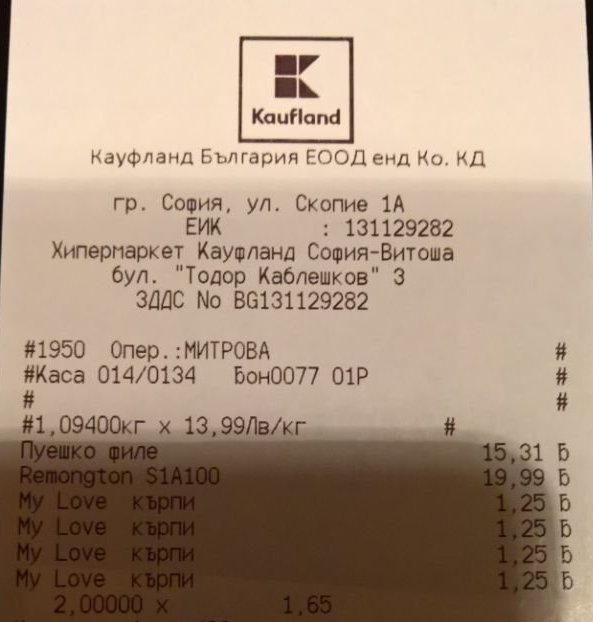 Kaufland
Кауфланд България ЕООД енд Ко. КД
гр. София, ул. Скопие 1А
ЕИК : 131129282
Хипермаркет Кауфланд София-Витоша
бул. "Тодор Каблешков" 3
ЗДДС No BG131129282
#1950 Опер.:МИТРОВА #
#Каса 014/0134 Бон0077 01Р #
# #
#1,09400кг x 13,99Лв/кг #
Пуешко филе 15,31 Б
Remongton S1A100 19,99 Б
My Love кърпи 1,25 Б
My Love кърпи 1,25 Б
My Love кърпи 1,25 Б
My Love кърпи 1,25 Б
2,00000 x 1,65